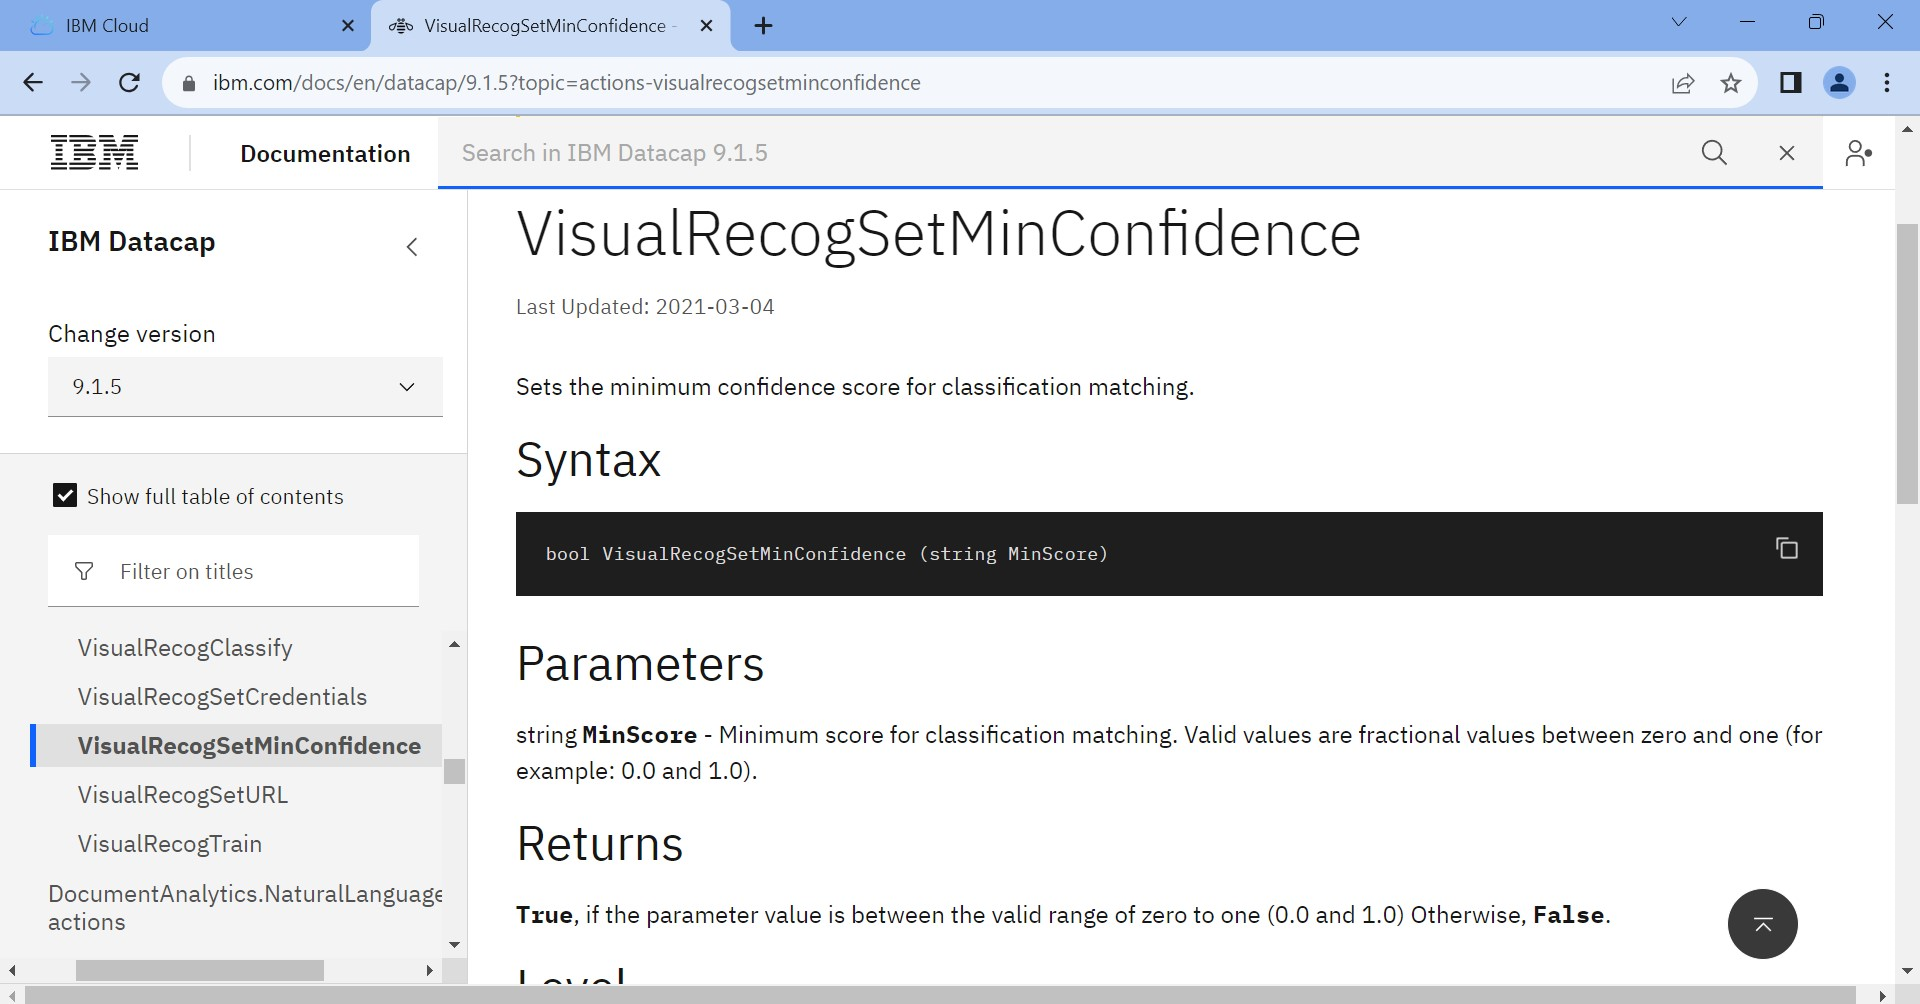 IBM Cloud
VisualRecogSetMinConfidence -
ibm.com/docs/en/datacap/9.1.5?topic=actions-visualrecogsetminconfidence
IBM
Documentation
Search in IBM Datacap 9.1.5
IBM Datacap
Change version
9.1.5
Show full table of contents
Filter on titles
VisualRecogClassify
VisualRecogSetCredentials
VisualRecogSetMinConfidence
VisualRecogSetURL
VisualRecogTrain
DocumentAnalytics.NaturalLanguage
actions
VisualRecogSetMinConfidence
Last Updated: 2021-03-04
Sets the minimum confidence score for classification matching.
Syntax
bool VisualRecogSetMinConfidence (string MinScore)
Parameters
string MinScore - Minimum score for classification matching. Valid values are fractional values between zero and one (for
example: 0.0 and 1.0).
Returns
True, if the parameter value is between the valid range of zero to one (0.0 and 1.0) Otherwise, False.
Level